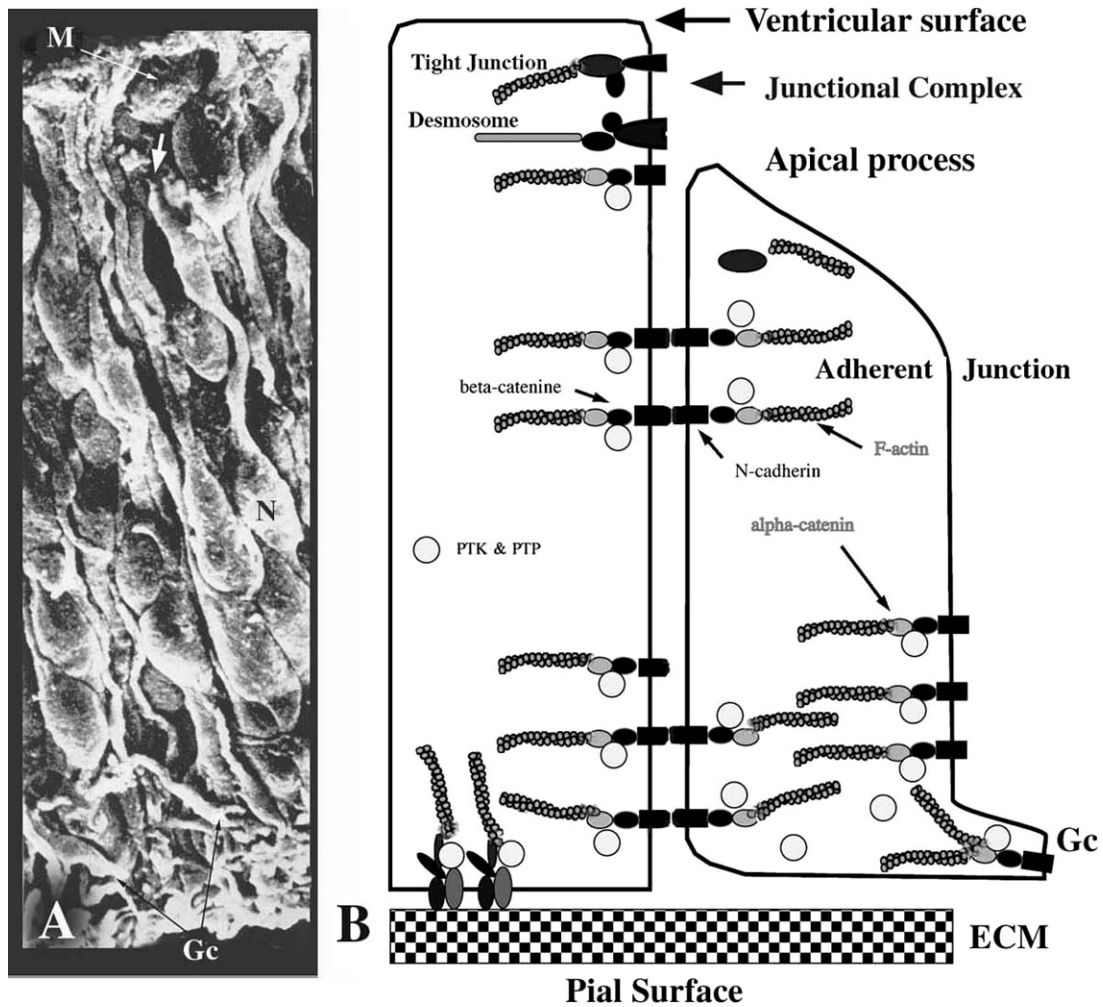 M
N
A
Gc
Ventricular surface
Tight Junction
Junctional Complex
Desmosome
Apical process
Adherent Junction
beta-catenine
F-actin
N-cadherin
alpha-catenin
PTK & PTP
Gc
B
ECM
Pial Surface